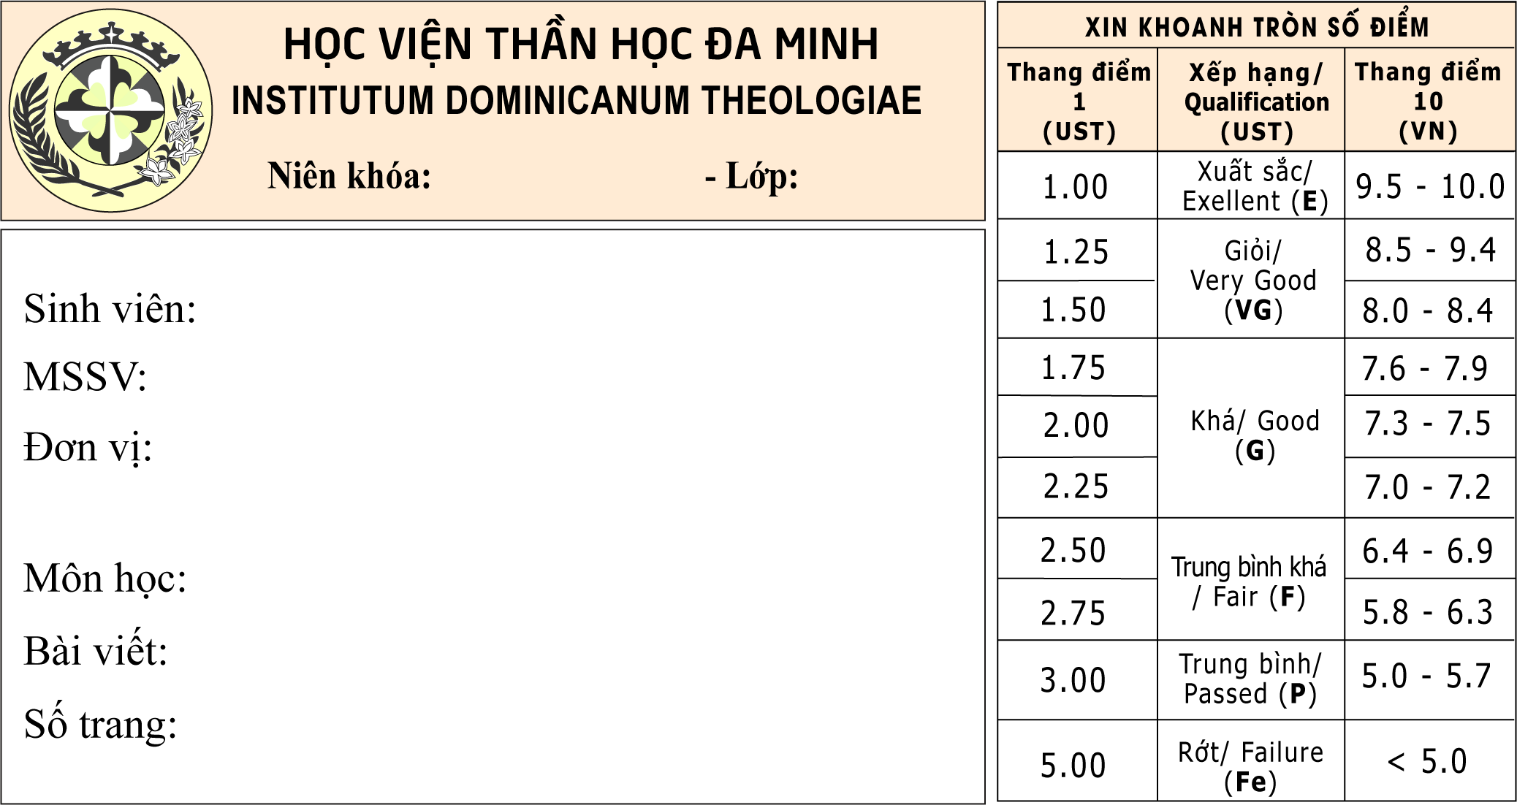 HỌC VIỆN THẦN HỌC ĐA MINH
INSTITUTUM DOMINICANUM THEOLOGIAE
Niên khóa: - Lớp:
Sinh viên:
MSSV:
Đơn vị:
Môn học:
Bài viết:
Số trang:
XIN KHOANH TRÒN SỐ ĐIỂM
Thang điểm
1
(UST)
Xếp hạng/
Qualification
(UST)
Thang điểm
10
(VN)
1.00
Xuất sắc/
Exellent (E)
9.5 - 10.0
1.25
Giỏi/
Very Good
(VG)
8.5 - 9.4
1.50
8.0 - 8.4
1.75
Khá/ Good
(G)
7.6 - 7.9
2.00
7.3 - 7.5
2.25
7.0 - 7.2
2.50
Trung bình khá
/ Fair (F)
6.4 - 6.9
2.75
5.8 - 6.3
3.00
Trung bình/
Passed (P)
5.0 - 5.7
5.00
Rớt/ Failure
(Fe)
< 5.0